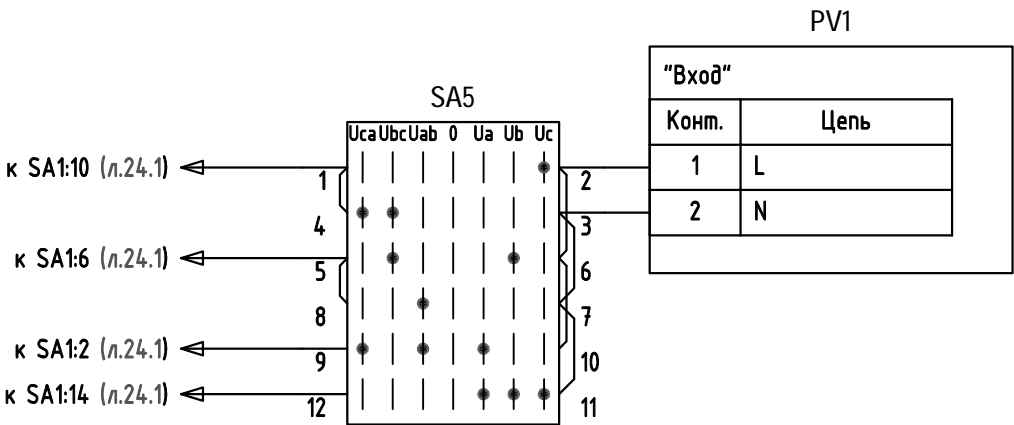 PV1
"Вход"
SA5
Конт. Цепь
Uca Ubc Uab 0 Ua Ub Uc
к SA1:10 (л.24.1)
1 2 1 L
4 3 2 N
к SA1:6 (л.24.1)
5 6
8 7
к SA1:2 (л.24.1)
9 10
к SA1:14 (л.24.1)
12 11